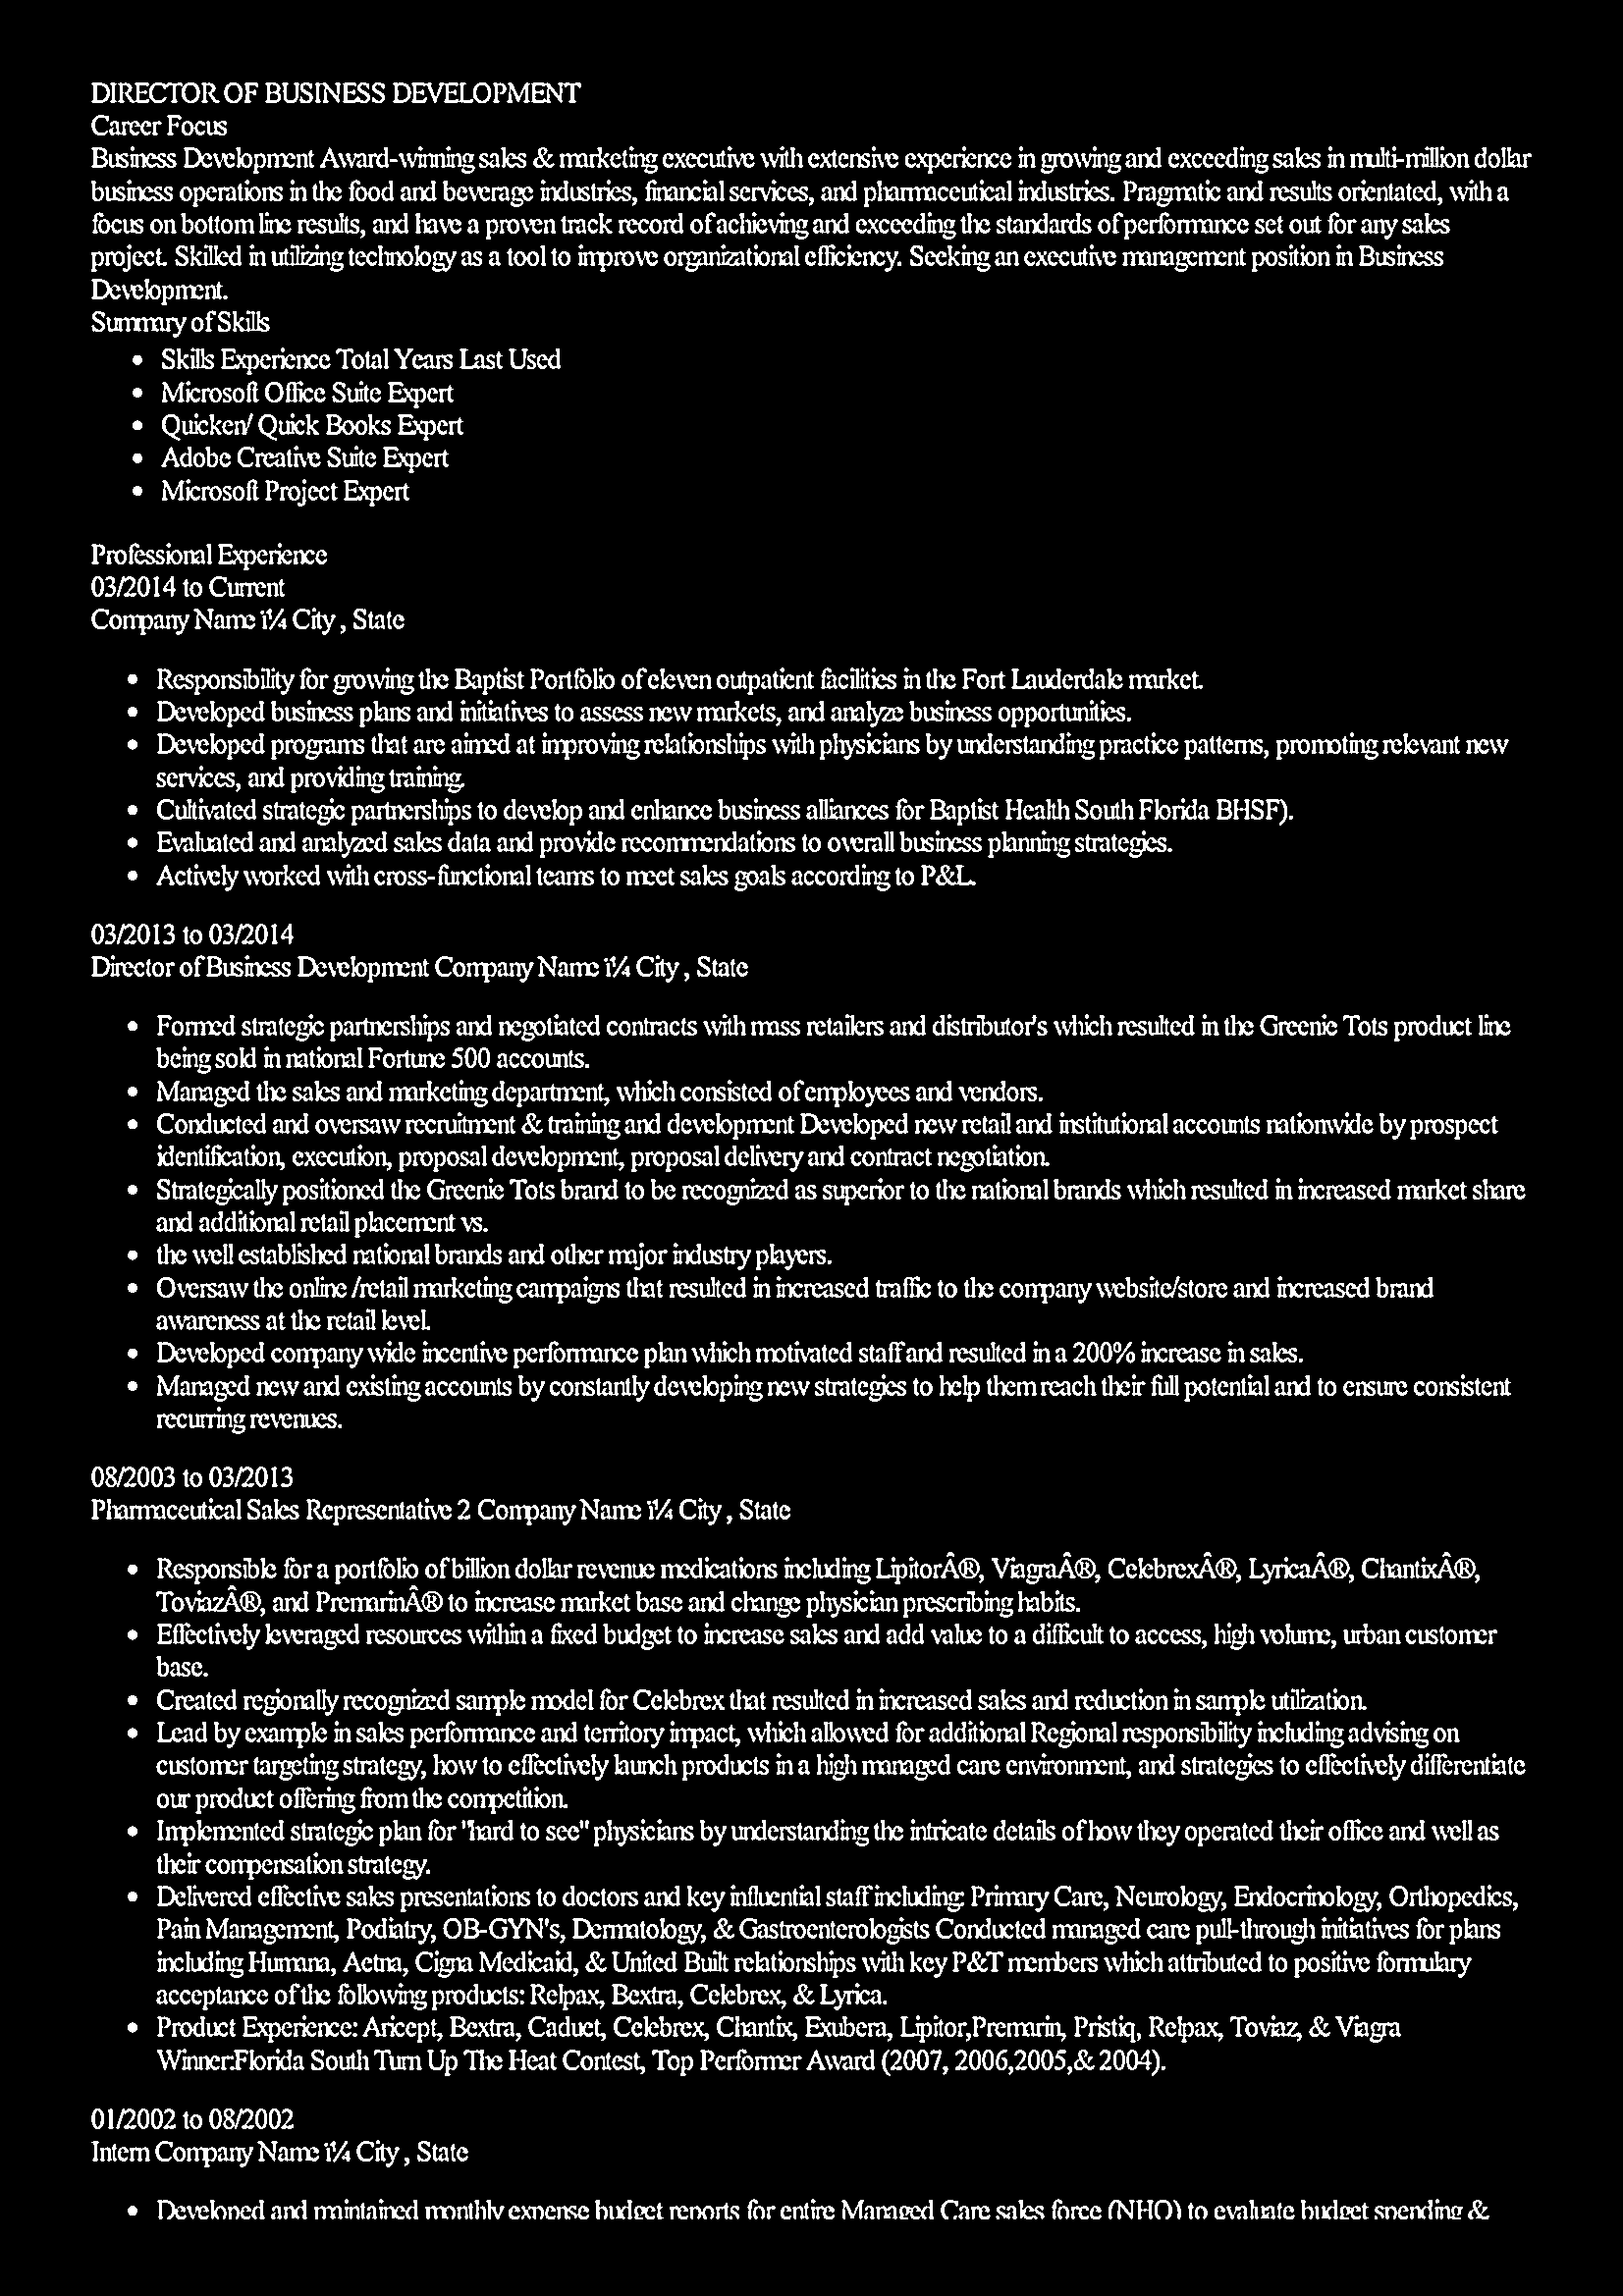 DIRECTOR OF BUSINESS DEVELOPMENT
Career Focus
Business Development Award-winning sales & marketing executive with extensive experience in growing and exceeding sales in multi-million dollar
business operations in the food and beverage industries, financial services, and pharmaceutical industries. Pragmatic and results orientated, with a
focus on bottom line results, and have a proven track record of achieving and exceeding the standards of performance set out for any sales
project. Skilled in utilizing technology as a tool to improve organizational efficiency. Seeking an executive management position in Business
Development.
Summary of Skills
• Skills Experience Total Years Last Used
• Microsoft Office Suite Expert
• Quicken/ Quick Books Expert
• Adobe Creative Suite Expert
• Microsoft Project Expert
Professional Experience
03/2014 to Current
Company Name ï¼ City , State
• Responsibility for growing the Baptist Portfolio of eleven outpatient facilities in the Fort Lauderdale market.
• Developed business plans and initiatives to assess new markets, and analyze business opportunities.
• Developed programs that are aimed at improving relationships with physicians by understanding practice patterns, promoting relevant new
services, and providing training.
• Cultivated strategic partnerships to develop and enhance business alliances for Baptist Health South Florida BHSF).
• Evaluated and analyzed sales data and provide recommendations to overall business planning strategies.
• Actively worked with cross-functional teams to meet sales goals according to P&L.
03/2013 to 03/2014
Director of Business Development Company Name ï¼ City , State
• Formed strategic partnerships and negotiated contracts with mass retailers and distributor's which resulted in the Greenie Tots product line
being sold in national Fortune 500 accounts.
• Managed the sales and marketing department, which consisted of employees and vendors.
• Conducted and oversaw recruitment & training and development Developed new retail and institutional accounts nationwide by prospect
identification, execution, proposal development, proposal delivery and contract negotiation.
• Strategically positioned the Greenie Tots brand to be recognized as superior to the national brands which resulted in increased market share
and additional retail placement vs.
• the well established national brands and other major industry players.
• Oversaw the online /retail marketing campaigns that resulted in increased traffic to the company website/store and increased brand
awareness at the retail level.
• Developed company wide incentive performance plan which motivated staff and resulted in a 200% increase in sales.
• Managed new and existing accounts by constantly developing new strategies to help them reach their full potential and to ensure consistent
recurring revenues.
08/2003 to 03/2013
Pharmaceutical Sales Representative 2 Company Name ï¼ City , State
• Responsible for a portfolio of billion dollar revenue medications including LipitorÂ®, ViagraÂ®, CelebrexÂ®, LyricaÂ®, ChantixÂ®,
ToviazÂ®, and PremarinÂ® to increase market base and change physician prescribing habits.
• Effectively leveraged resources within a fixed budget to increase sales and add value to a difficult to access, high volume, urban customer
base.
• Created regionally recognized sample model for Celebrex that resulted in increased sales and reduction in sample utilization.
• Lead by example in sales performance and territory impact, which allowed for additional Regional responsibility including advising on
customer targeting strategy, how to effectively launch products in a high managed care environment, and strategies to effectively differentiate
our product offering from the competition.
• Implemented strategic plan for "hard to see" physicians by understanding the intricate details of how they operated their office and well as
their compensation strategy.
• Delivered effective sales presentations to doctors and key influential staff including: Primary Care, Neurology, Endocrinology, Orthopedics,
Pain Management, Podiatry, OB-GYN's, Dermatology, & Gastroenterologists Conducted managed care pull-through initiatives for plans
including Humana, Aetna, Cigna Medicaid, & United Built relationships with key P&T members which attributed to positive formulary
acceptance of the following products: Relpax, Bextra, Celebrex, & Lyrica.
• Product Experience: Aricept, Bextra, Caduet, Celebrex, Chantix, Exubera, Lipitor,Premarin, Pristiq, Relpax, Toviaz, & Viagra
Winner:Florida South Turn Up The Heat Contest, Top Performer Award (2007, 2006,2005,& 2004).
01/2002 to 08/2002
Intern Company Name ï¼ City , State
• Developed and maintained monthly expense budget reports for entire Managed Care sales force (NHO) to evaluate budget spending &